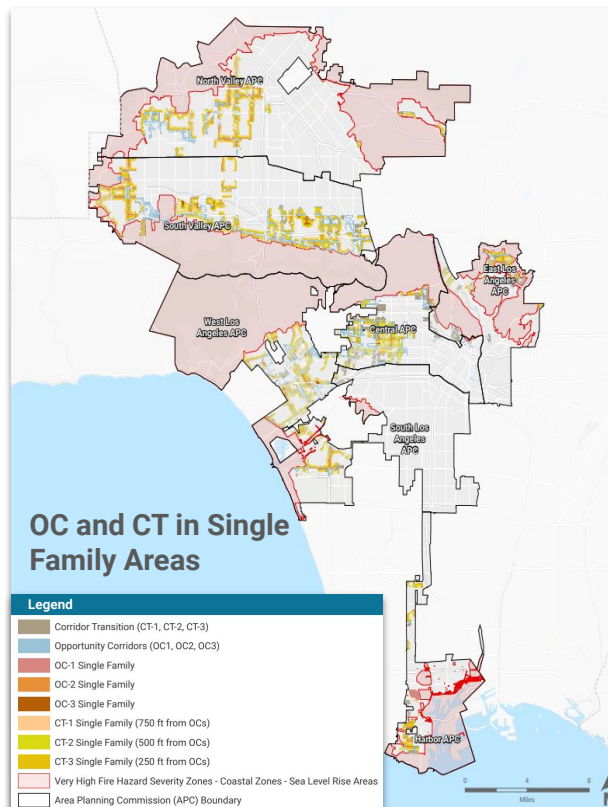 North Valley APC
South Valley APC
East Los
Angeles
APC
West Los
Angeles APC
Central APC
South Los
Angeles
APC
OC and CT in Single
Family Areas
Legend
Corridor Transition (CT-1, CT-2, CT-3)
Opportunity Corridors (OC1, OC2, OC3)
OC-1 Single Family
OC-2 Single Family
OC-3 Single Family
CT-1 Single Family (750 ft from OCs)
CT-2 Single Family (500 ft from OCs)
CT-3 Single Family (250 ft from OCs)
Very High Fire Hazard Severity Zones - Coastal Zones - Sea Level Rise Areas
Area Planning Commission (APC) Boundary
Harbor APC
0 4 8
Miles
N